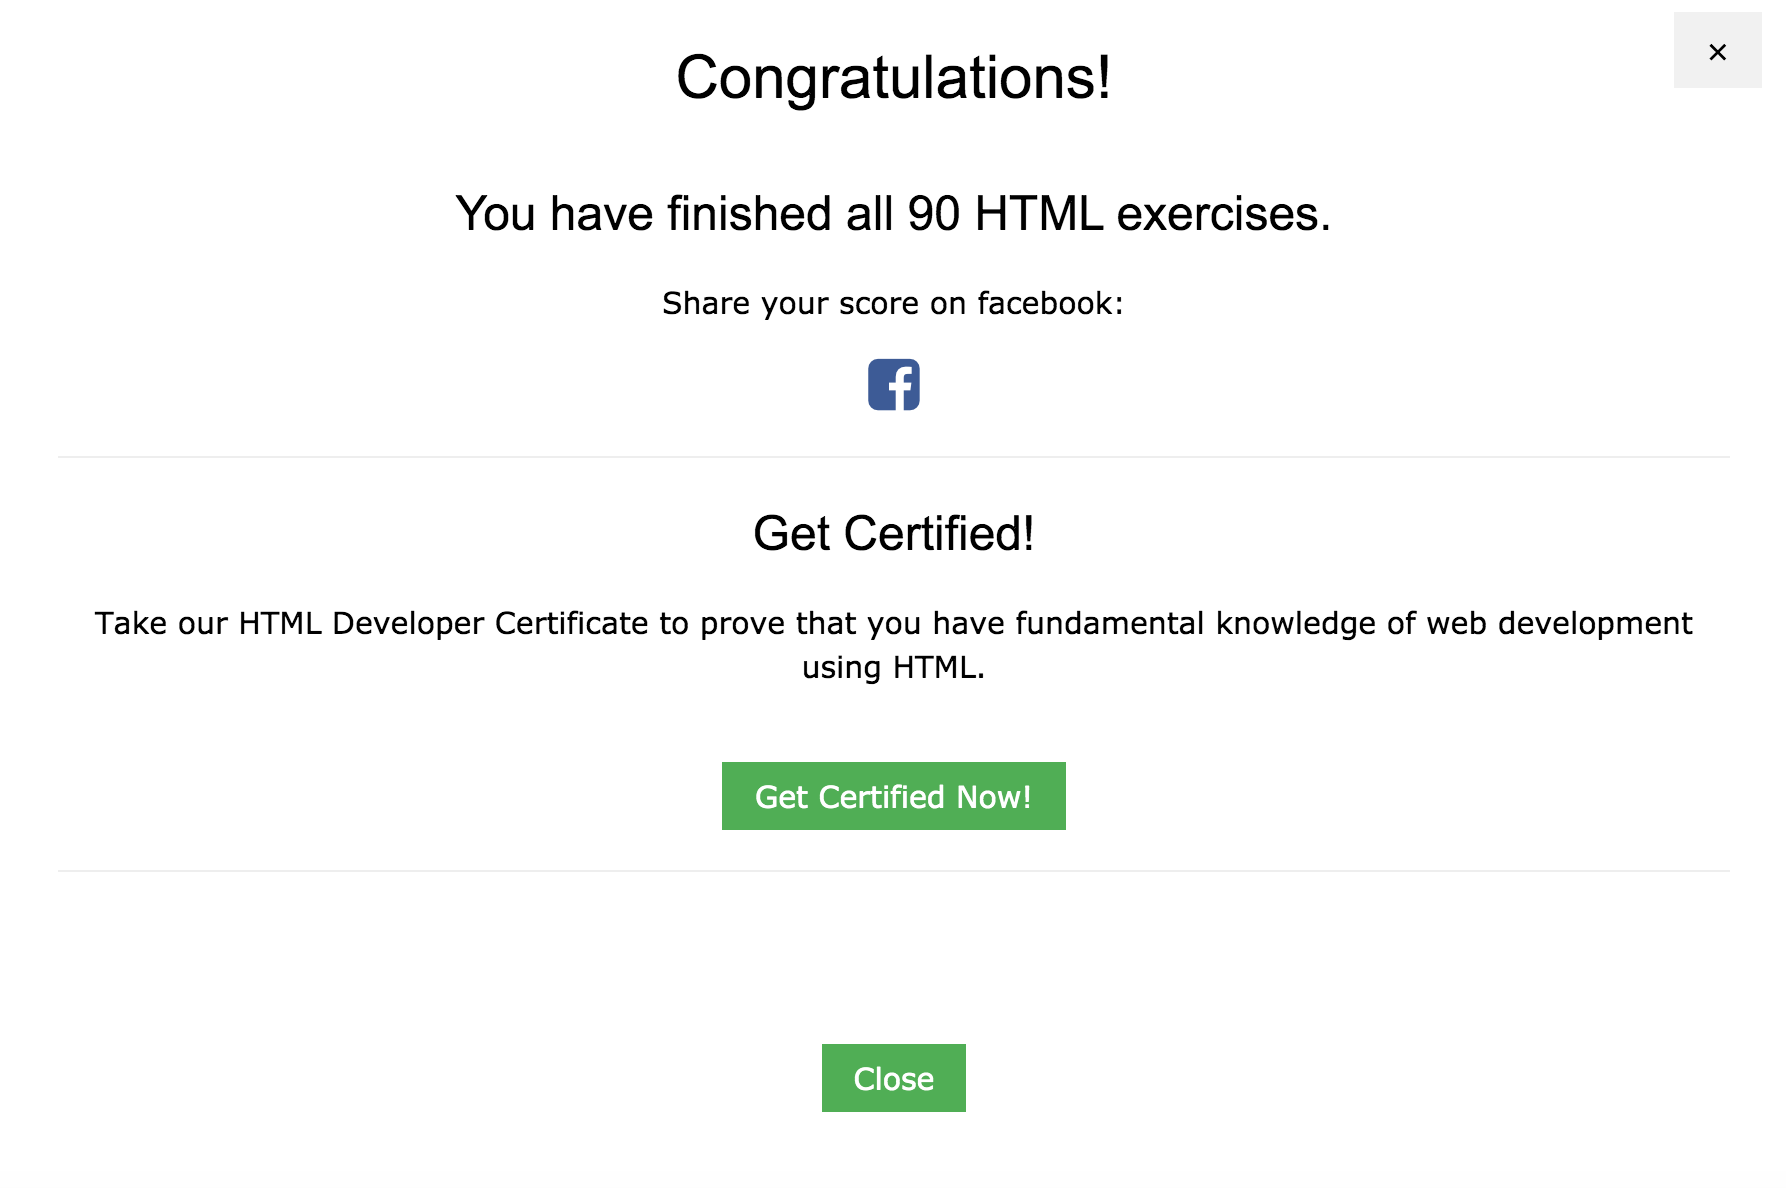 Congratulations!
×
You have finished all 90 HTML exercises.
Share your score on facebook:
Get Certified!
Take our HTML Developer Certificate to prove that you have fundamental knowledge of web development
using HTML.
Get Certified Now!
Close